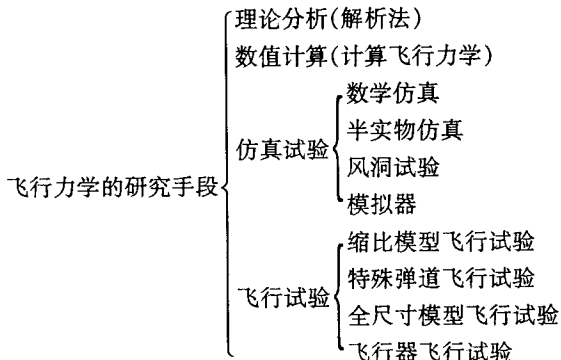 理论分析(解析法)
数值计算(计算飞行力学)
数学仿真
半实物仿真
仿真试验
风洞试验
模拟器
飞行力学的研究手段
缩比模型飞行试验
特殊弹道飞行试验
飞行试验
全尺寸模型飞行试验
飞行器飞行试验